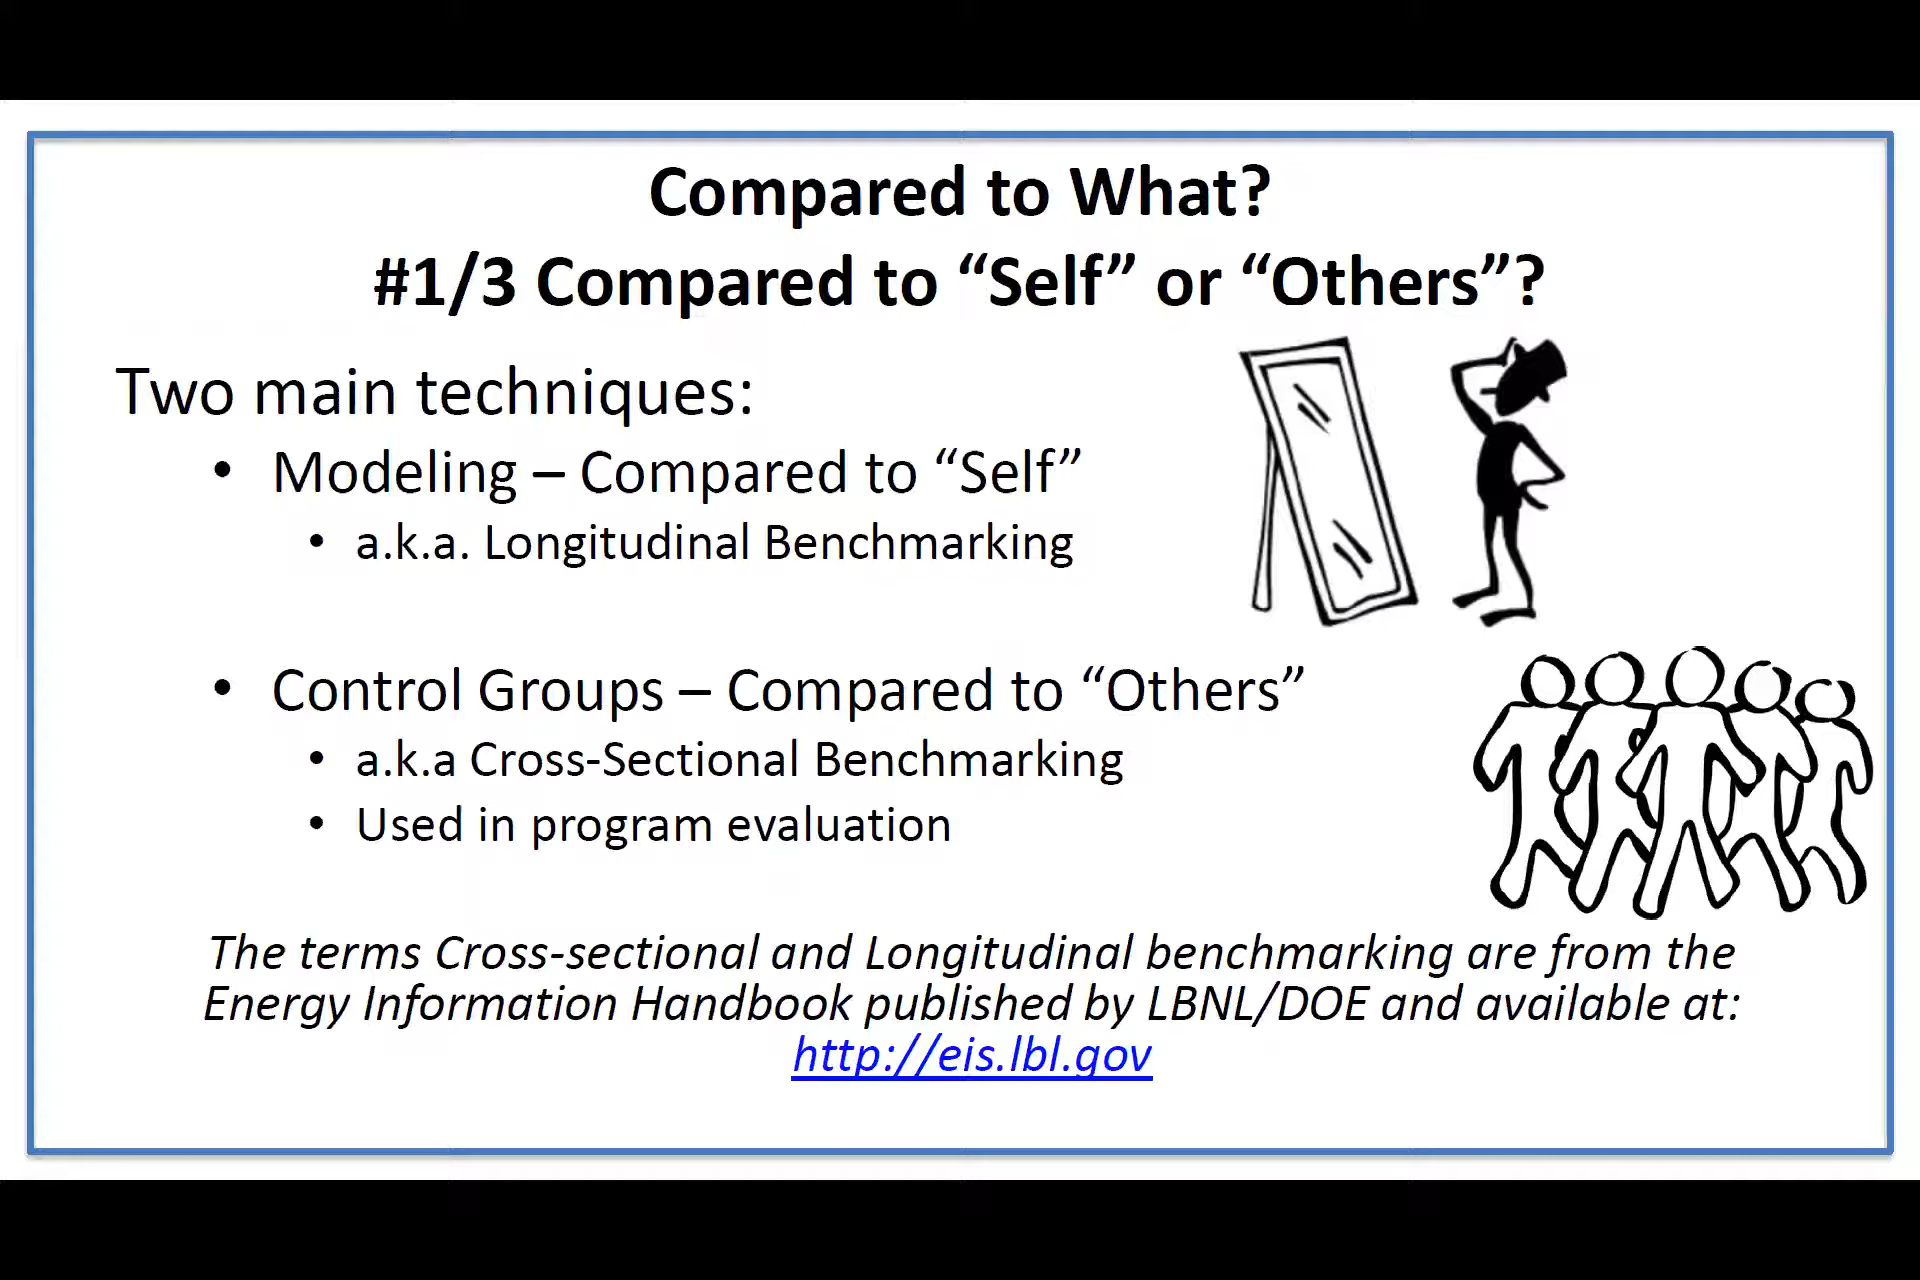 Compared to What?
#1/3 Compared to “Self” or “Others”?
Two main techniques:
• Modeling – Compared to “Self”
• a.k.a. Longitudinal Benchmarking
• Control Groups – Compared to “Others”
• a.k.a Cross-Sectional Benchmarking
• Used in program evaluation
The terms Cross-sectional and Longitudinal benchmarking are from the
Energy Information Handbook published by LBNL/DOE and available at:
http://eis.lbl.gov